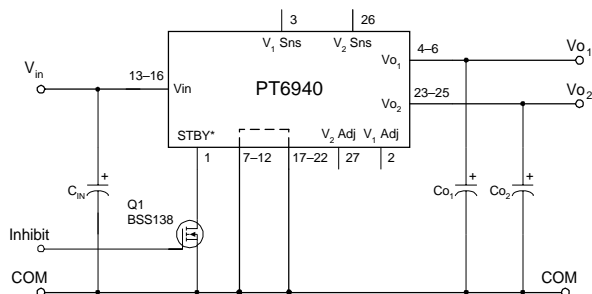 3
26
V1 Sns
V2 Sns
4–6
Vo1
Vin
13–16
Vin
PT6940
Vo1
23–25
Vo2
Vo2
STBY*
V2 Adj
V1 Adj
1
7–12
17–22
27
2
+
CIN
Q1
BSS138
+
Co1
+
Co2
Inhibit
COM
COM